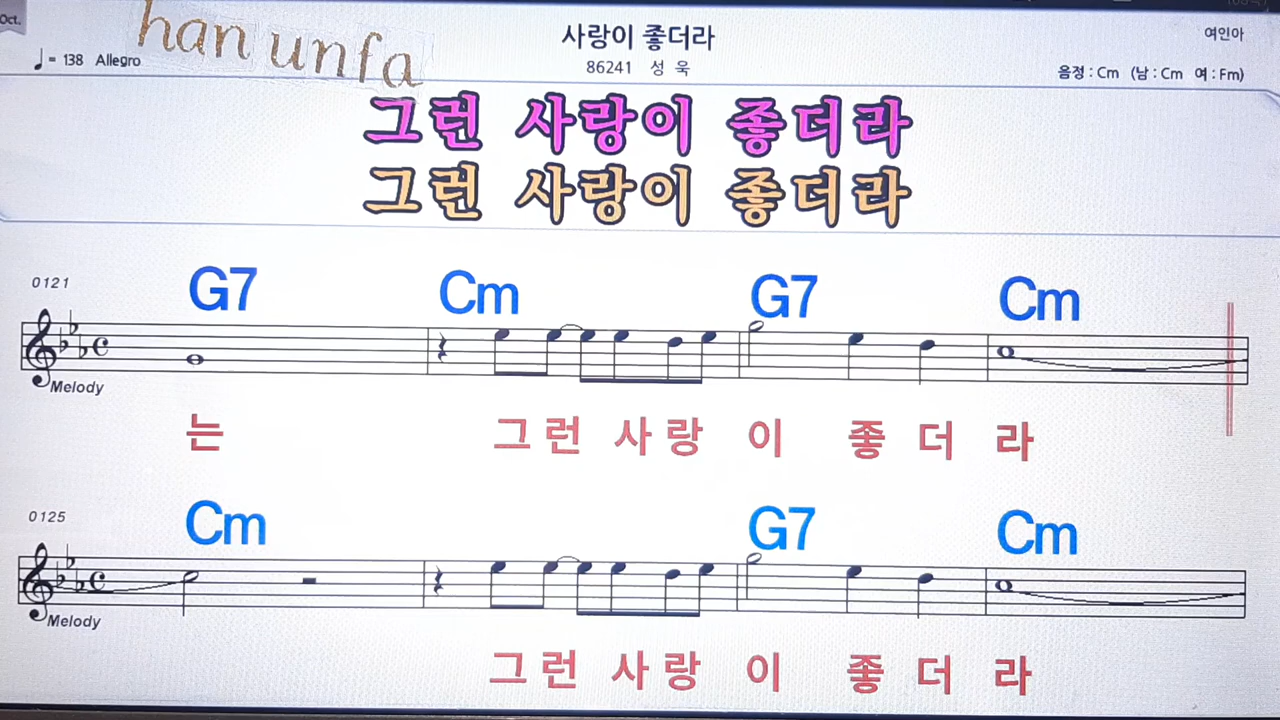 Oct.
han unfa
사랑이 좋더라
여인아
♩ = 138 Allegro
86241 성 욱
음정 : Cm (남 : Cm 여 : Fm)
그런 사랑이 좋더라
그런 사랑이 좋더라
0121
G7 Cm G7 Cm
Melody
는 그런 사랑 이 좋 더 라
0125
Cm G7 Cm
Melody
그런 사랑 이 좋 더 라